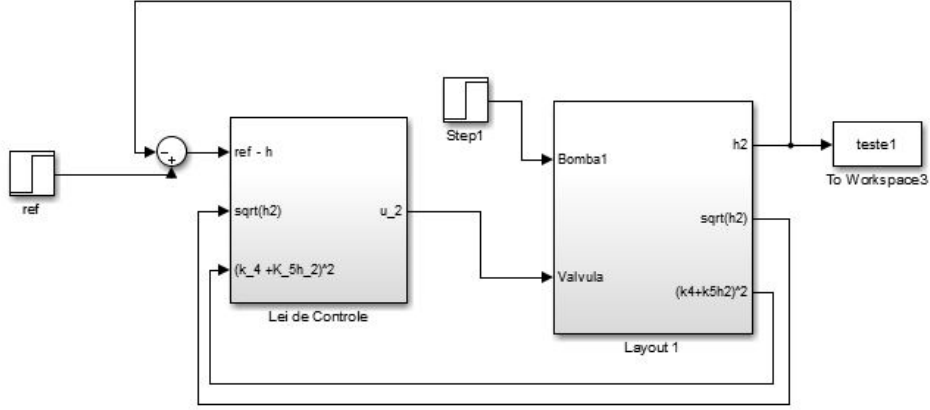 ref
ref - h
sqrt(h2)
(k_4 +K_5h_2)^2
u_2
Lei de Controle
Step1
Bomba1
Valvula
h2
sqrt(h2)
(k4+k5h2)^2
Layout 1
teste1
To Workspace3